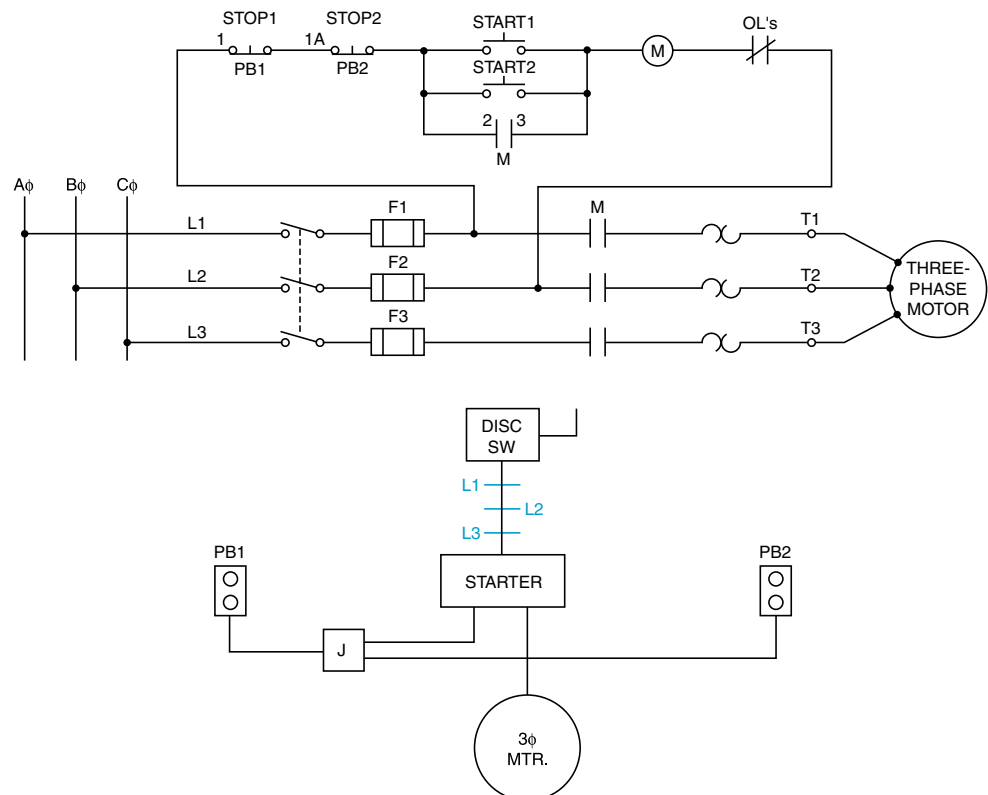 STOP1 STOP2
START1
OL's
1 1A
M
PB1 PB2
START2
2 3
M
Aϕ Bϕ Cϕ
L1 F1 M T1
L2 F2 T2
L3 F3 T3
THREE-
PHASE
MOTOR
DISC
SW
L1
L2
L3
PB1 PB2
STARTER
J
3ϕ
MTR.